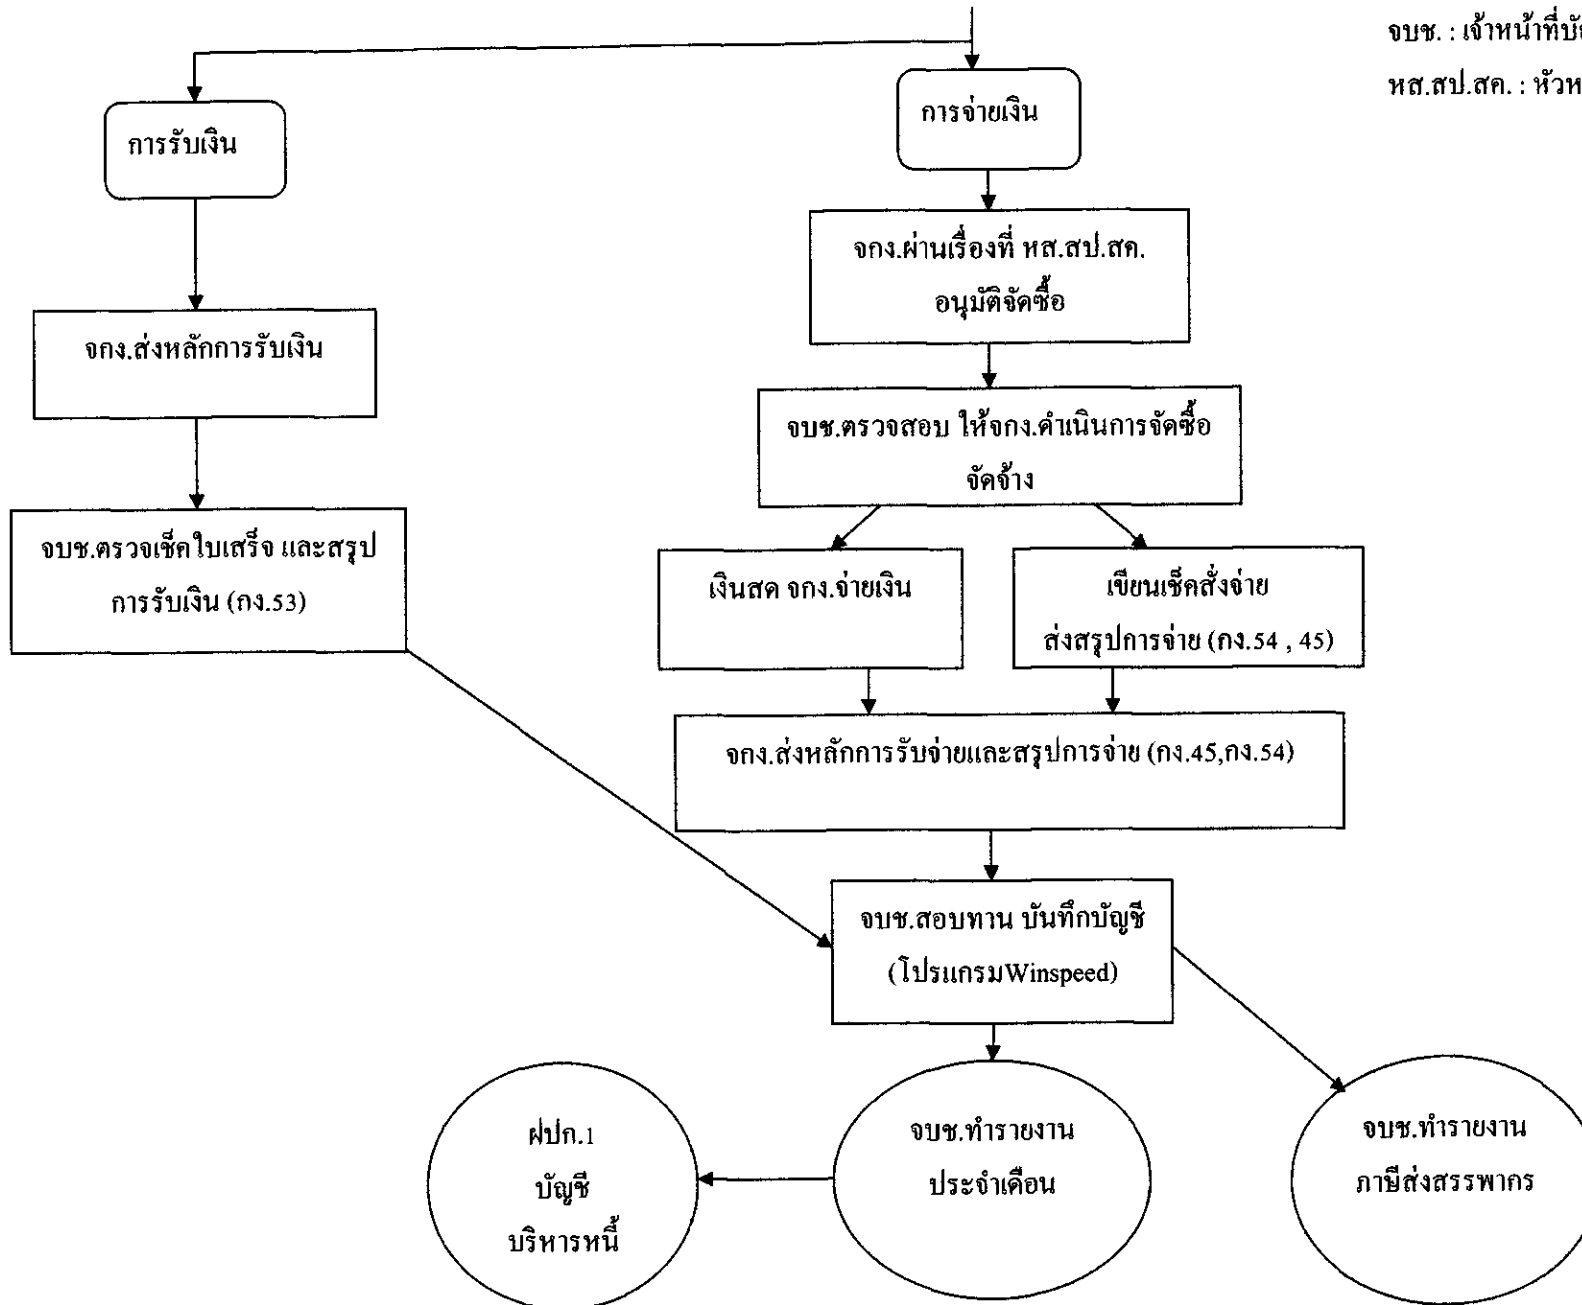 จบช. : เจ้าหน้าที่
หส.สป.สค. :
การรับเงิน
การจ่ายเงิน
จกง.ผ่านเรื่องที่ หส.สป.สค.
อนุมัติจัดซื้อ
จกง.ส่งหลักการรับเงิน
จบช.ตรวจสอบ ให้จกง.ดำเนินการจัดซื้อ
จัดจ้าง
จบช.ตรวจเช็คใบเสร็จ และสรุป
การรับเงิน (กง.53)
เงินสด จกง.จ่ายเงิน
เขียนเช็คสั่งจ่าย
ส่งสรุปการจ่าย (กง.54 , 45)
จกง.ส่งหลักการรับจ่ายและสรุปการจ่าย (กง.45,กง.54)
จบช.สอบทาน บันทึกบัญชี
(โปรแกรมWinspeed)
ฝปก.1
บัญชี
บริหารหนี้
จบช.ทำรายงาน
ประจำเดือน
จบช.ทำรายงาน
ภาษีส่งสรรพากร